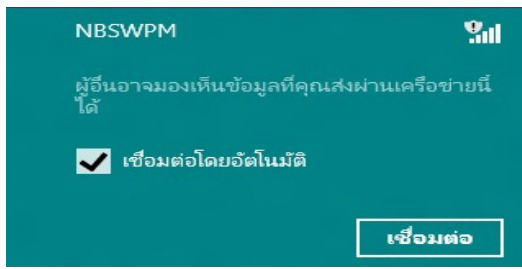 NBSWPM
ผู้อื่นอาจมองเห็นข้อมูลที่คุณส่งผ่านเครือข่ายนี้
ได้
เชื่อมต่อโดยอัตโนมัติ
เชื่อมต่อ